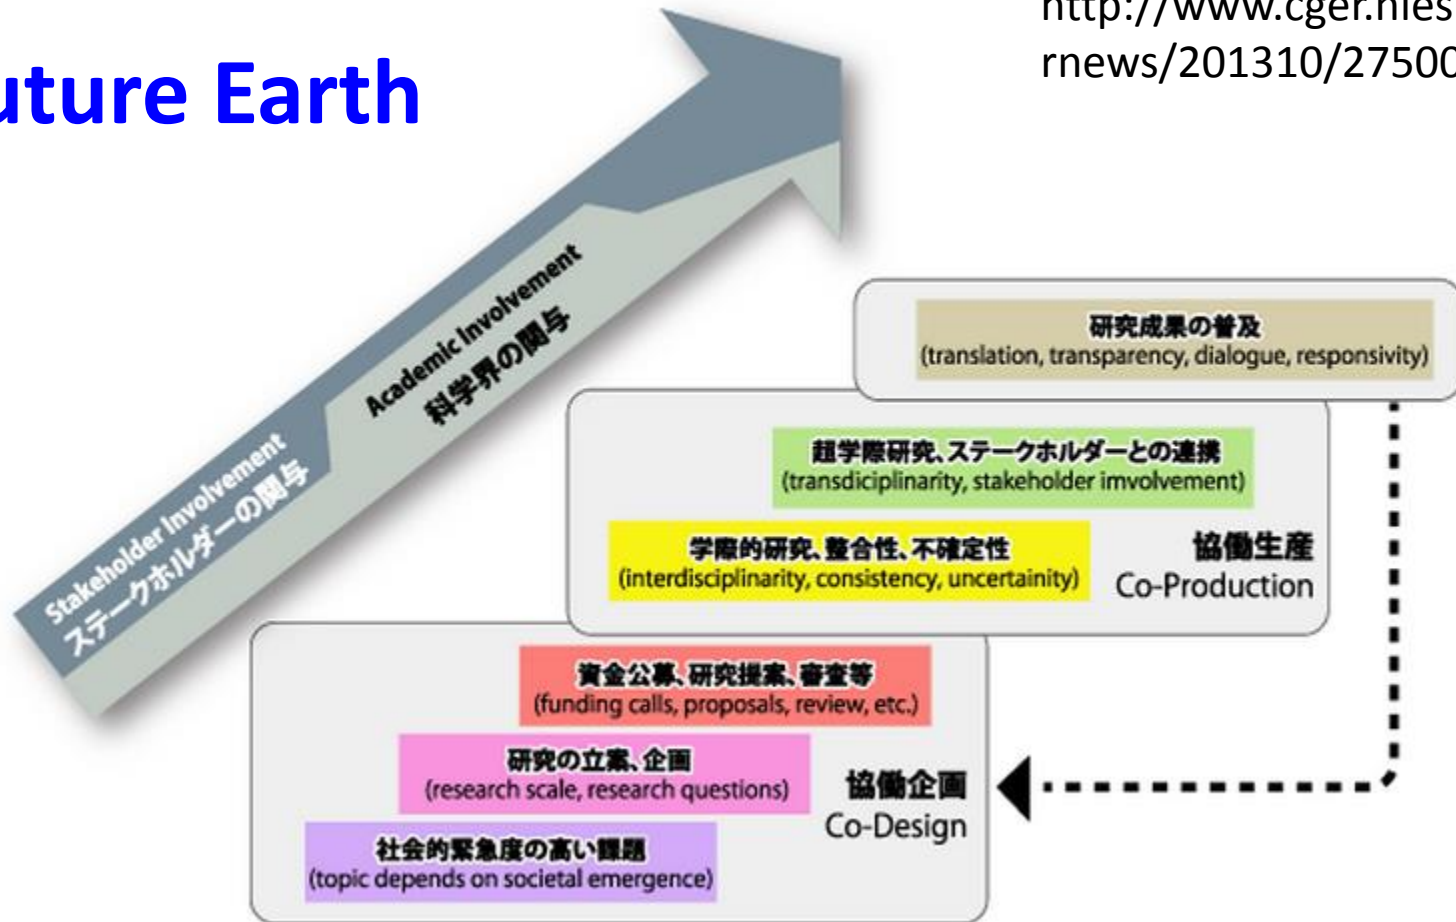 uture Earth
http://www.cger.nies
rnews/201310/27500
Stakeholder Involvement
ステークホルダーの関与
Academic Involvement
科学界の関与
研究成果の普及
(translation, transparency, dialogue, responsivity)
超学際研究、ステークホルダーとの連携
(transdiciplinarity, stakeholder imvolvement)
学際的研究、整合性、不確定性
(interdisciplinarity, consistency, uncertainity)
協働生産
Co-Production
資金公募、研究提案、審査等
(funding calls, proposals, review, etc.)
研究の立案、企画
(research scale, research questions)
協働企画
Co-Design
社会的緊急度の高い課題
(topic depends on societal emergence)